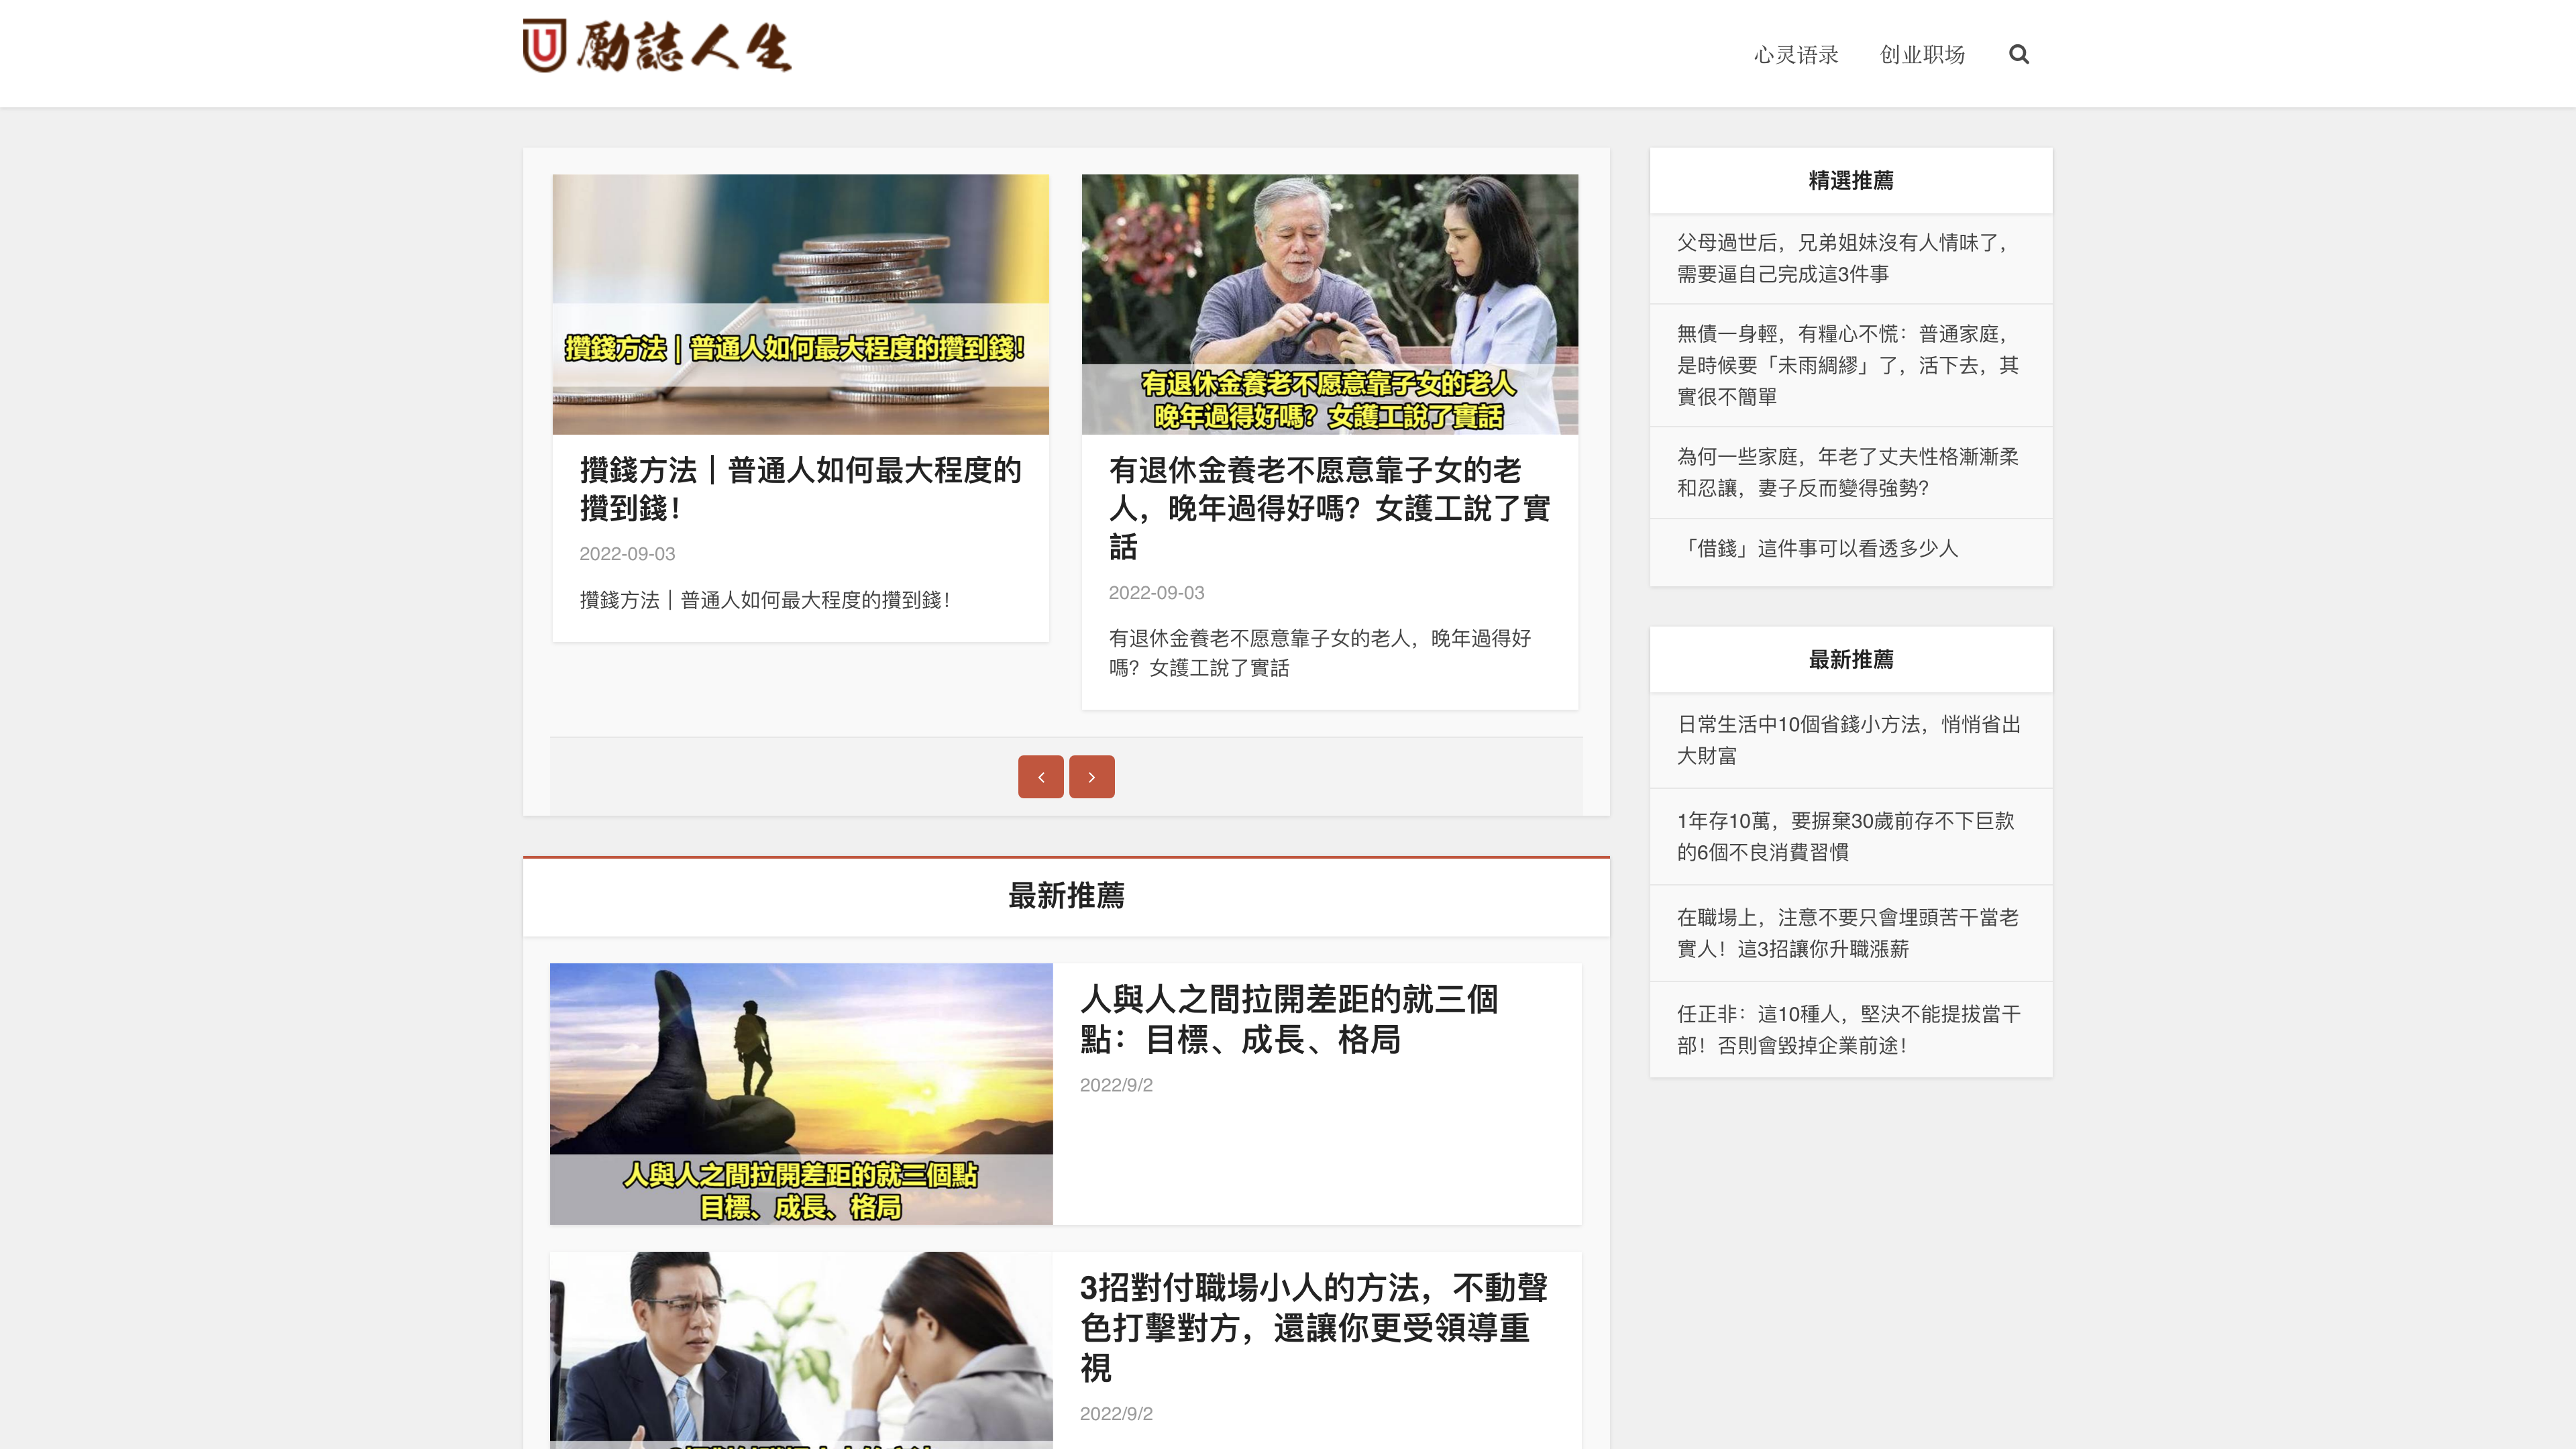 U 勵誌人生
心灵语录
创业职场
攢錢方法｜普通人如何最大程度的攢到錢！
攢錢方法｜普通人如何最大程度的
攢到錢！
2022-09-03
攢錢方法｜普通人如何最大程度的攢到錢！
有退休金養老不愿意靠子女的老人
晚年過得好嗎？女護工說了實話
有退休金養老不愿意靠子女的老
人，晚年過得好嗎？女護工說了實
話
2022-09-03
有退休金養老不愿意靠子女的老人，晚年過得好
嗎？女護工說了實話
最新推薦
人與人之間拉開差距的就三個點
目標、成長、格局
人與人之間拉開差距的就三個
點：目標、成長、格局
2022/9/2
3招對付職場小人的方法，不動聲
色打擊對方，還讓你更受領導重
視
2022/9/2
精選推薦
父母過世后，兄弟姐妹沒有人情味了，
需要逼自己完成這3件事
無債一身輕，有糧心不慌：普通家庭，
是時候要「未雨綢繆」了，活下去，其
實很不簡單
為何一些家庭，年老了丈夫性格漸漸柔
和忍讓，妻子反而變得強勢？
「借錢」這件事可以看透多少人
最新推薦
日常生活中10個省錢小方法，悄悄省出
大財富
1年存10萬，要摒棄30歲前存不下巨款
的6個不良消費習慣
在職場上，注意不要只會埋頭苦干當老
實人！這3招讓你升職漲薪
任正非：這10種人，堅決不能提拔當干
部！否則會毀掉企業前途！